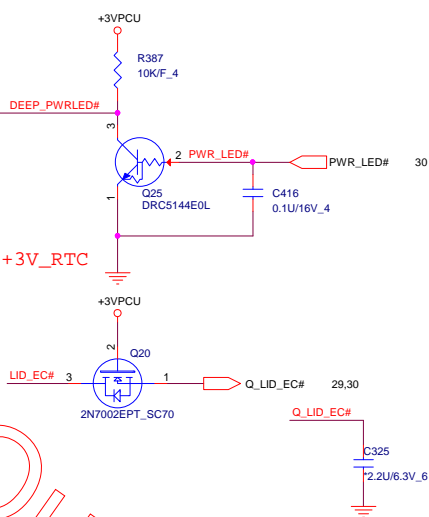 +3VPCU
R387
10K/F_4
DEEP_PWRLED#
3
2 PWR_LED#
PWR_LED# 30
Q25
DRC5144E0L
1
C416
0.1U/16V_4
+3V_RTC
+3VPCU
2
Q20
LID_EC# 3
1
Q_LID_EC# 29,30
2N7002EPT_SC70
Q_LID_EC#
C325
*2.2U/6.3V_6